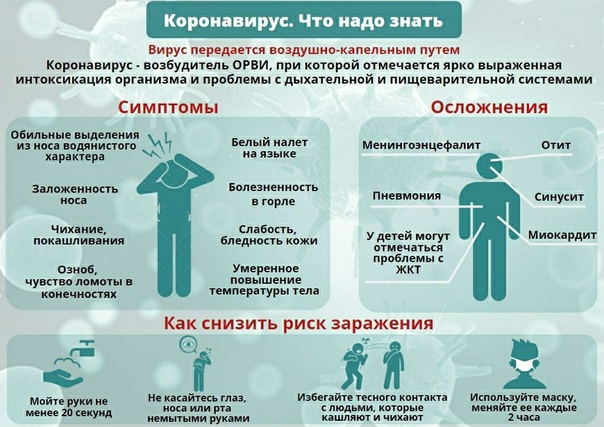 Коронавирус. Что надо знать
Вирус передается воздушно-капельным путем
Коронавирус - возбудитель ОРВИ, при которой отмечается ярко выраженная
интоксикация организма и проблемы с дыхательной и пищеварительной системами
Симптомы
Обильные выделения
из носа водянистого
характера
Заложенность
носа
Чихание,
покашливания
Озноб,
чувство ломоты в
конечностях
Белый налет
на языке
Болезненность
в горле
Слабость,
бледность кожи
Умеренное
повышение
температуры тела
Осложнения
Менингоэнцефалит
Отит
Пневмония
Синусит
У детей могут
отмечаться
проблемы с
ЖКТ
Миокардит
Как снизить риск заражения
Мойте руки не
менее 20 секунд
Не касайтесь глаз,
носа или рта
немытыми руками
Избегайте тесного контакта
с людьми, которые
кашляют и чихают
Используйте маску,
меняйте ее каждые
2 часа